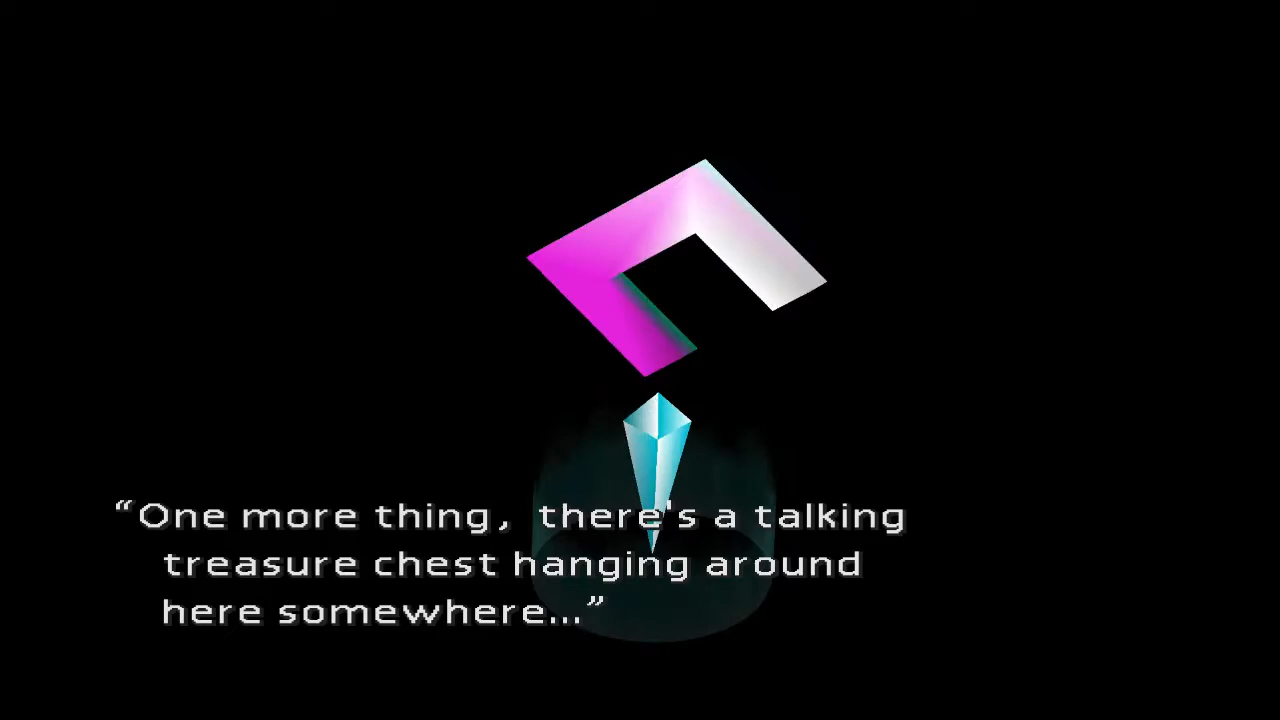 “One more thing, there's a talking
treasure chest hanging around
here somewhere...”